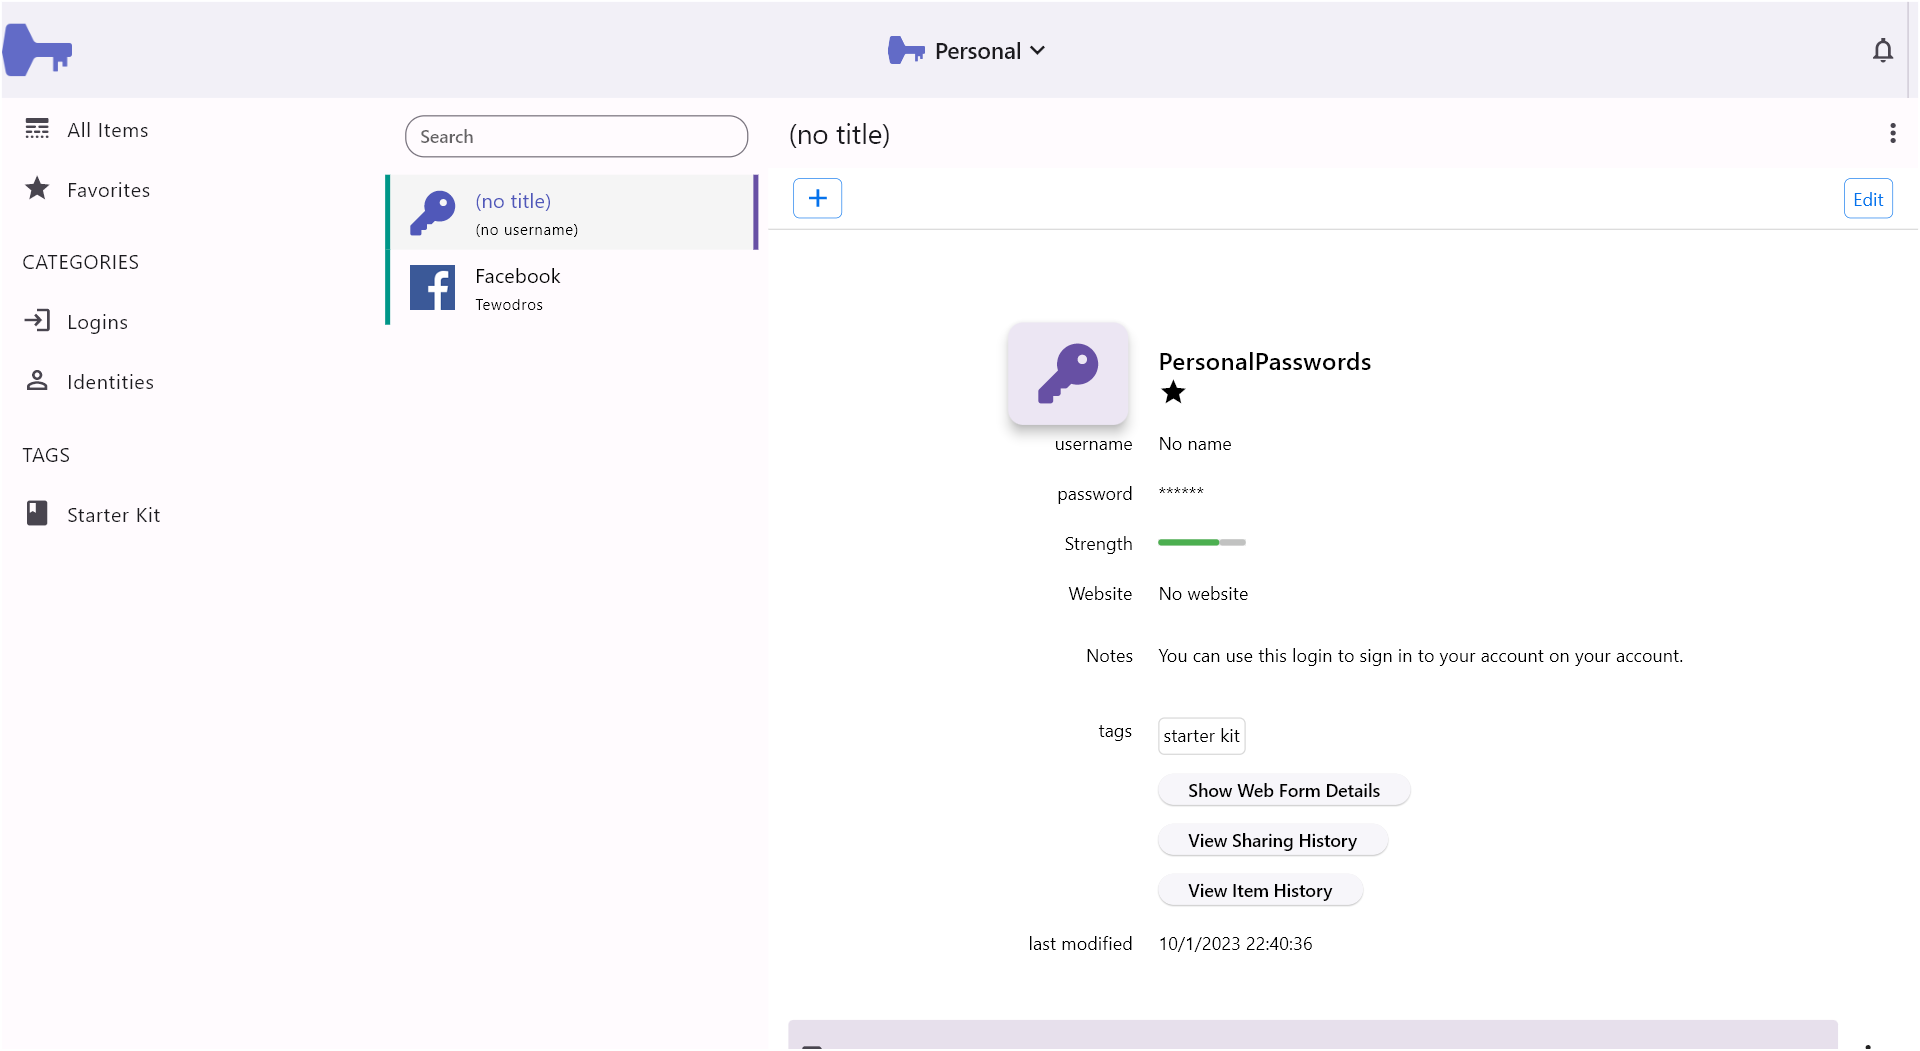 Personal
All Items
Favorites
CATEGORIES
Logins
Identities
TAGS
Starter Kit
Search
(no title)
(no username)
Facebook
Tewodros
(no title)
Edit
PersonalPasswords
username No name
password ******
Strength
Website No website
Notes You can use this login to sign in to your account on your account.
tags starter kit
Show Web Form Details
View Sharing History
View Item History
last modified 10/1/2023 22:40:36